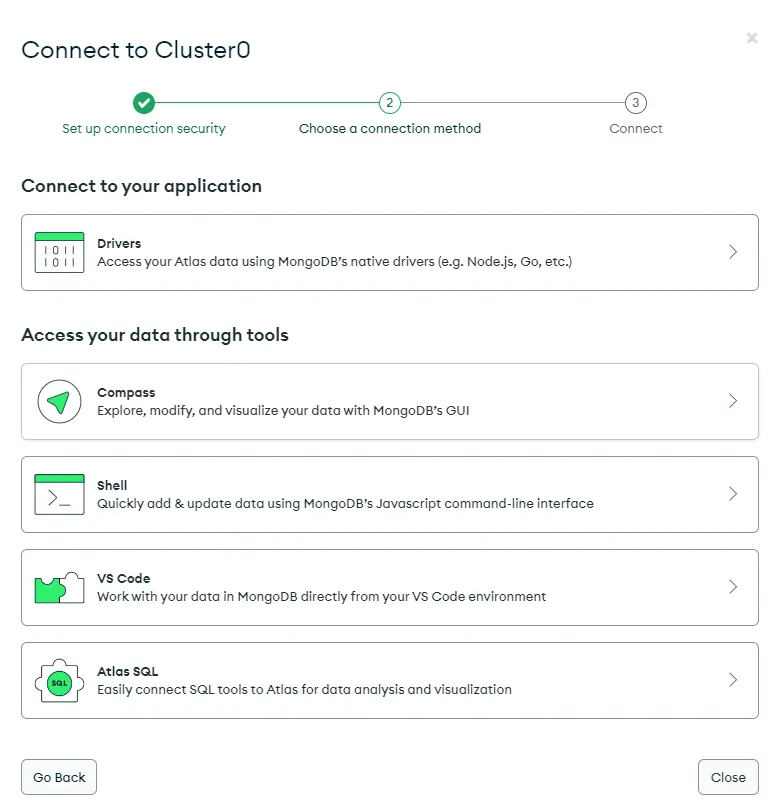 Connect to Cluster0
2
3
Set up connection security
Choose a connection method
Connect
Connect to your application
1011
1011
Drivers
Access your Atlas data using MongoDB's native drivers (e.g. Node.js, Go, etc.)
Access your data through tools
Compass
Explore, modify, and visualize your data with MongoDB's GUI
>_
Shell
Quickly add & update data using MongoDB's Javascript command-line interface
VS Code
Work with your data in MongoDB directly from your VS Code environment
SQL
Atlas SQL
Easily connect SQL tools to Atlas for data analysis and visualization
Go Back
Close